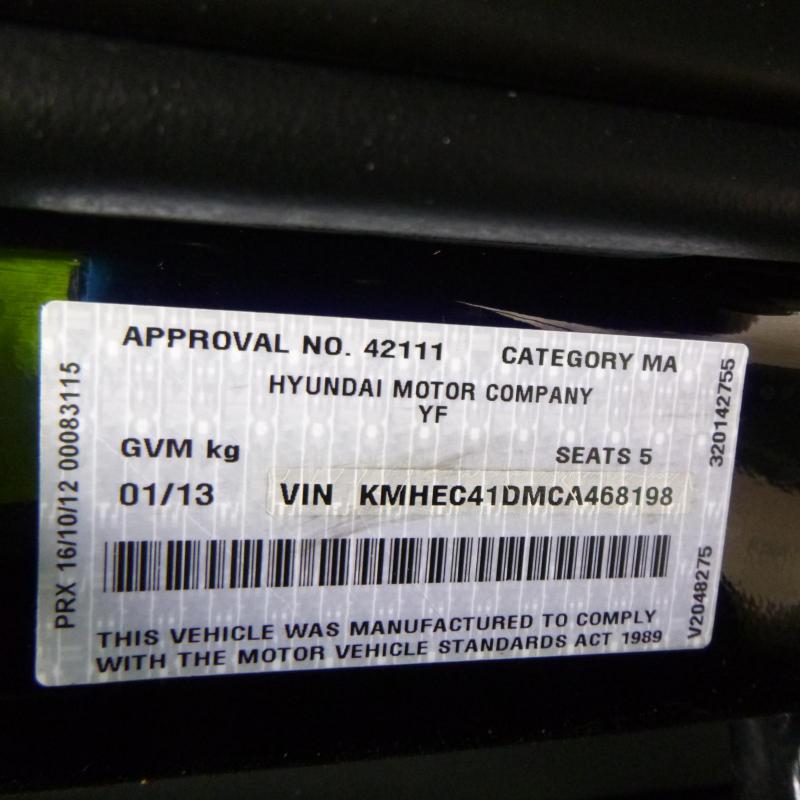 APPROVAL NO. 42111 CATEGORY MA
HYUNDAI MOTOR COMPANY
YF
GVM kg SEATS 5
01/13 VIN KMHEC41DMCA468198
THIS VEHICLE WAS MANUFACTURED TO COMPLY
WITH THE MOTOR VEHICLE STANDARDS ACT 1989
PRX 16/10/12 00083115
320142755
V2048275